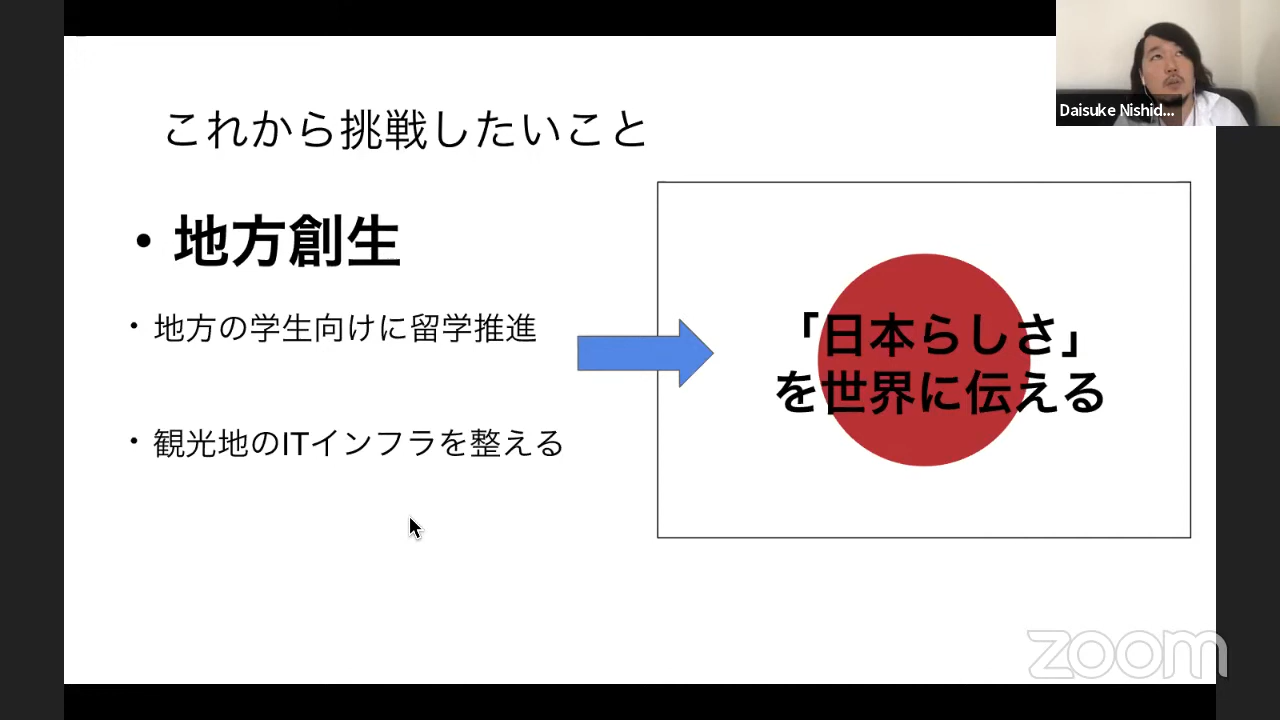 これから挑戦したいこと
・地方創生
・地方の学生向けに留学推進
・観光地のITインフラを整える
「日本らしさ」
を世界に伝える
Daisuke Nishid...
zoom